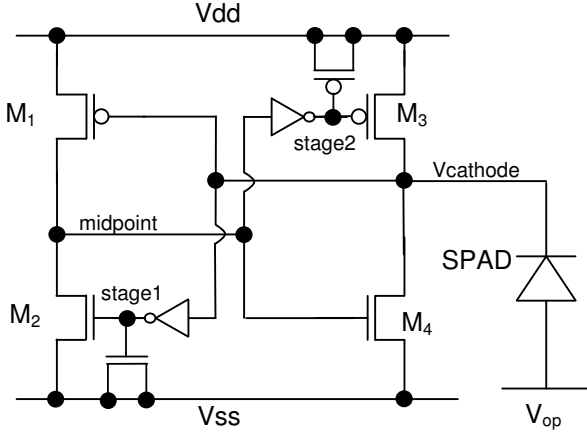 Vdd
M1
M3
stage2
Vcathode
midpoint
SPAD
stage1
M2
M4
Vss
Vop